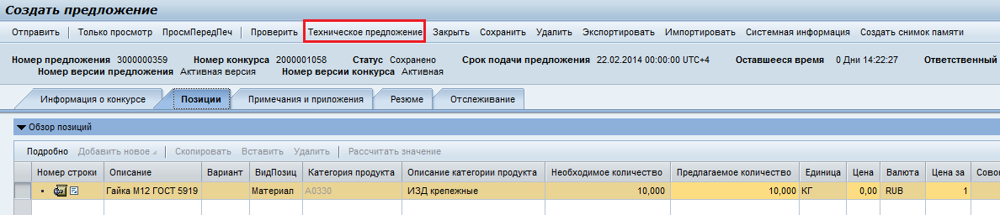 Создать предложение
Отправить Только просмотр ПросмПередПеч Проверить Техническое предложение Закрыть Сохранить Удалить Экспортировать Импортировать Системная информация Создать снимок памяти
Номер предложения 3000000359 Номер конкурса 2000001058 Статус Сохранено Срок подачи предложения 22.02.2014 00:00:00 UTC+4 Оставшееся время 0 Дни 14:22:27 Ответственный
Номер версии предложения Активная версия Номер версии конкурса Активная
Информация о конкурсе Позиции Примечания и приложения Резюме Отслеживание
Обзор позиций
Подробно Добавить новое Скопировать Вставить Удалить Рассчитать значение
Номер строки Описание Вариант ВидПозиц Категория продукта Описание категории продукта Необходимое количество Предлагаемое количество Единица Цена Валюта Цена за Совок
Гайка М12 ГОСТ 5919 Материал A0330 ИЗД крепежные 10,000 10,000 КГ 0,00 RUB 1